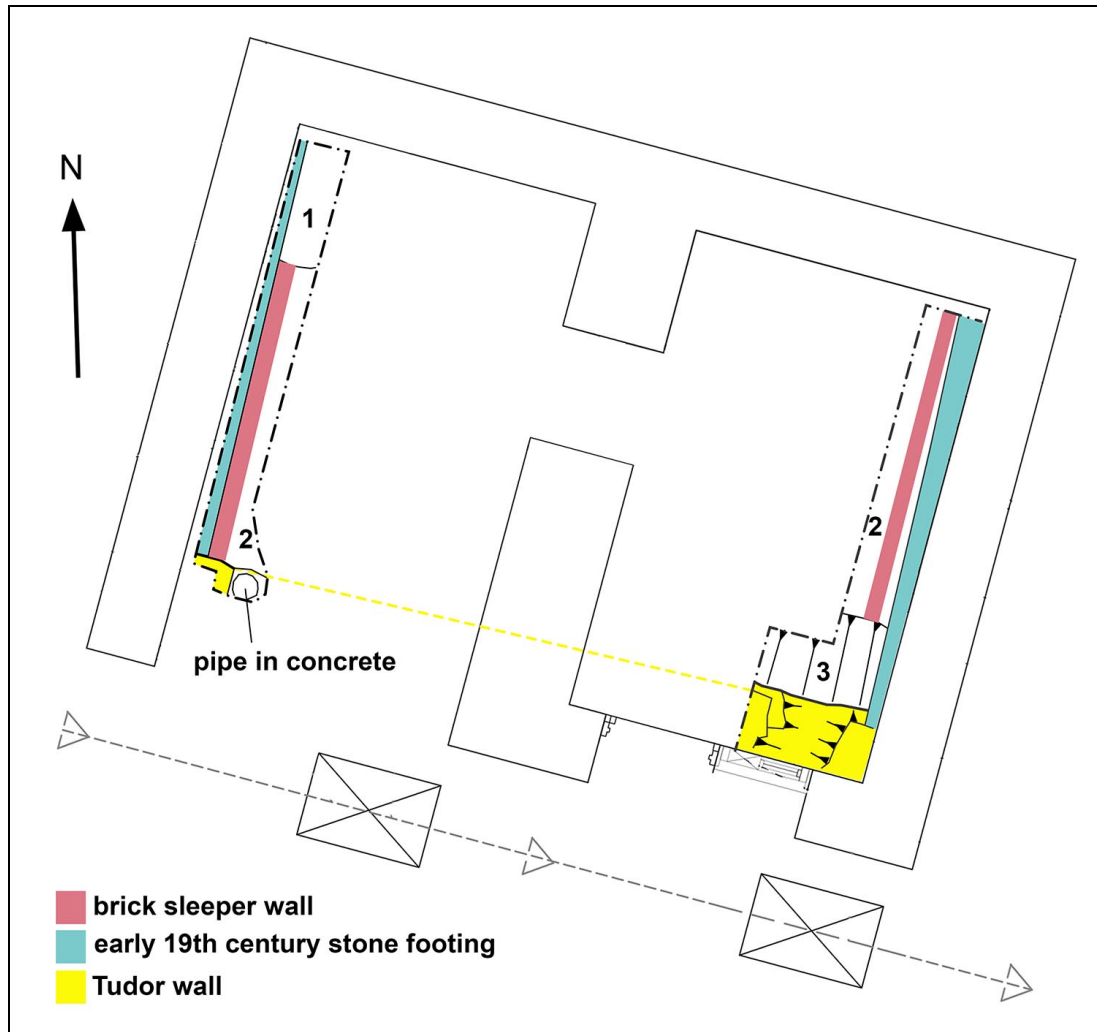 N
1
2
2
3
pipe in concrete
brick sleeper wall
early 19th century stone footing
Tudor wall